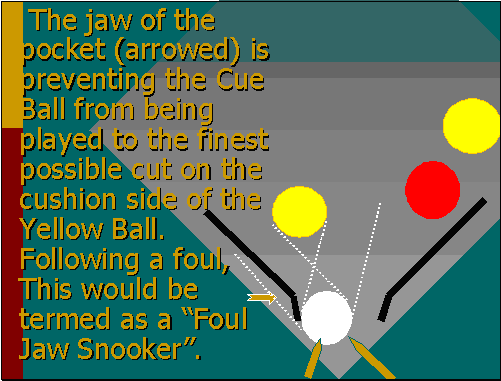 The jaw of the
pocket (arrowed) is
preventing the Cue
Ball from being
played to the finest
possible cut on the
cushion side of the
Yellow Ball.
Following a foul,
This would be
termed as a “Foul
Jaw Snooker”.